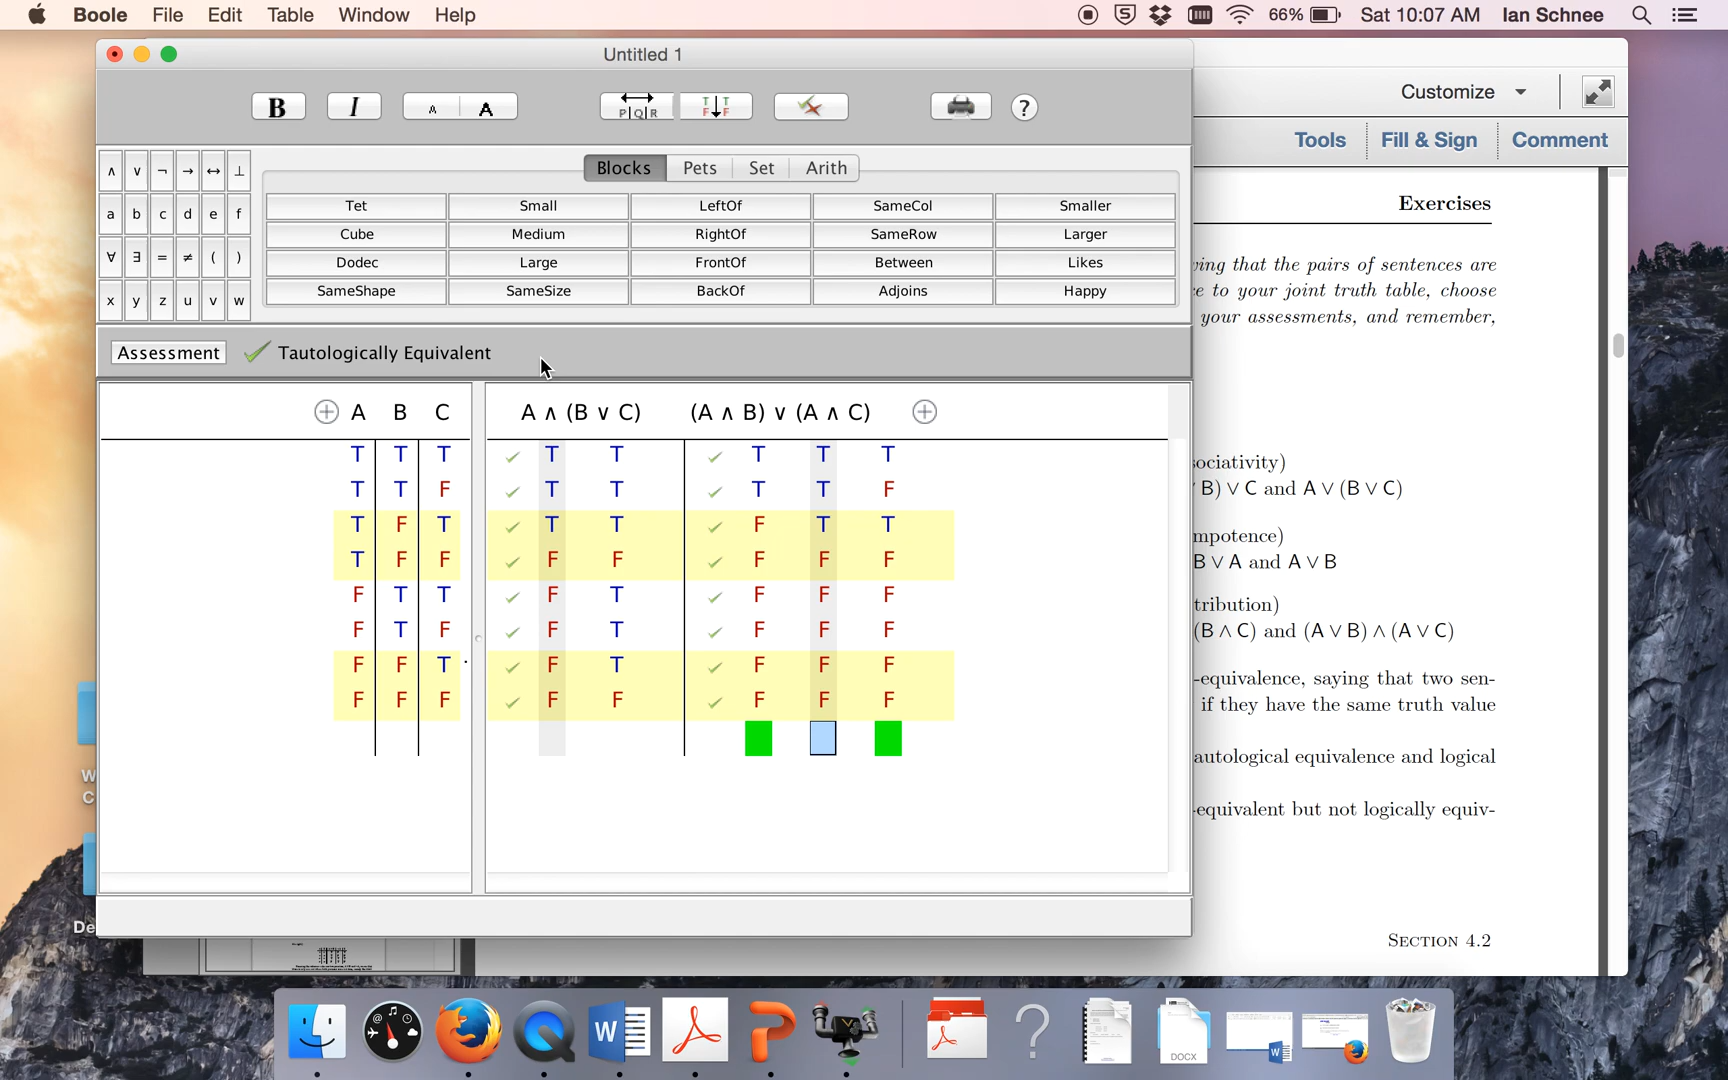 Boole File Edit Table Window Help 66% Sat 10:07 AM Ian Schnee
Untitled 1
B I A A P|Q|R T T F F ?
Customize
Tools Fill & Sign Comment
∧ ∨ ¬ → ↔ ⊥
a b c d e f
∀ ∃ = ≠ ( )
x y z u v w
Blocks Pets Set Arith
Tet Small LeftOf SameCol Smaller
Cube Medium RightOf SameRow Larger
Dodec Large FrontOf Between Likes
SameShape SameSize BackOf Adjoins Happy
Assessment Tautologically Equivalent
A B C A ∧ (B ∨ C) (A ∧ B) ∨ (A ∧ C)
T T T T T T T T
T T F T T T T F
T F T T T F T T
T F F F F F F F
F T T F T F F F
F T F F T F F F
F F T F T F F F
F F F F F F F F
Exercises
ving that the pairs of sentences are
e to your joint truth table, choose
your assessments, and remember,
sociativity)
B) ∨ C and A ∨ (B ∨ C)
mpotence)
B ∨ A and A ∨ B
tribution)
(B ∧ C) and (A ∨ B) ∧ (A ∨ C)
-equivalence, saying that two sen-
if they have the same truth value
autological equivalence and logical
-equivalent but not logically equiv-
Section 4.2
W
C
De
DOCX